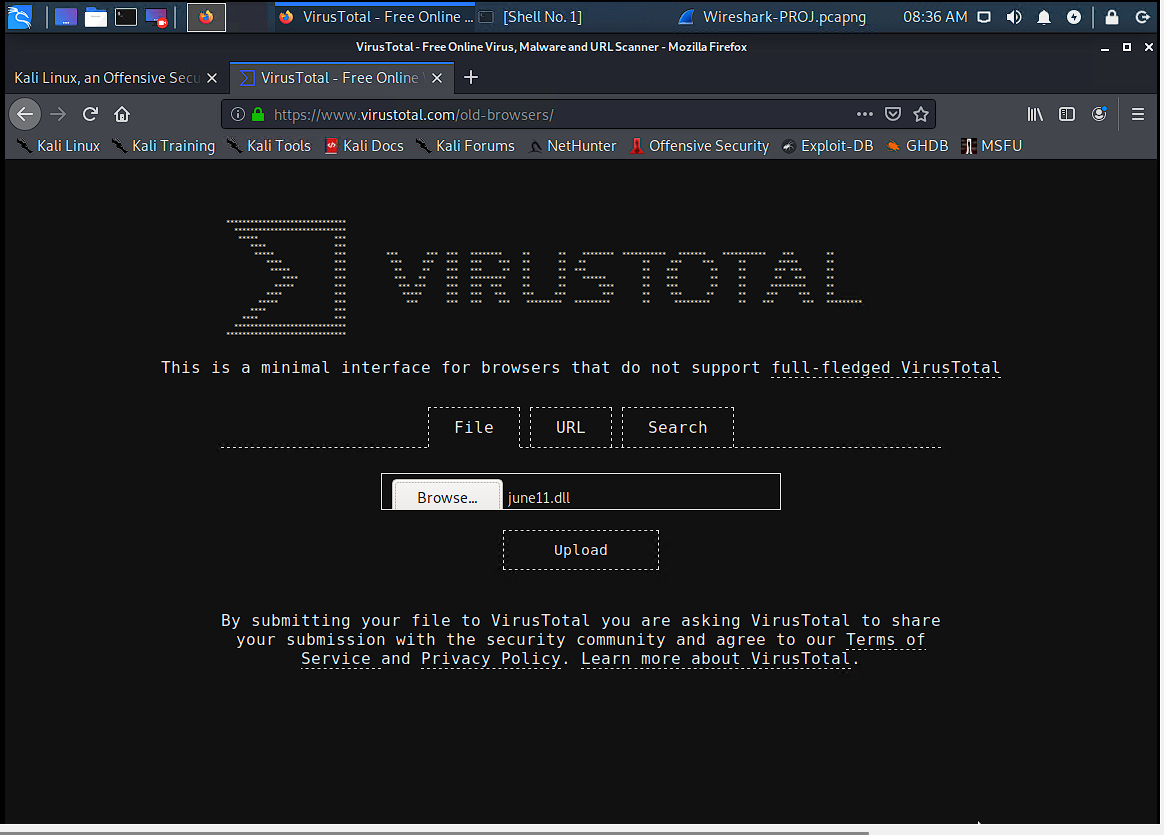 VirusTotal - Free Online ... [Shell No. 1] Wireshark-PROJ.pcapng 08:36 AM
VirusTotal - Free Online Virus, Malware and URL Scanner - Mozilla Firefox
Kali Linux, an Offensive Secu VirusTotal - Free Online V
https://www.virustotal.com/old-browsers/
Kali Linux Kali Training Kali Tools Kali Docs Kali Forums NetHunter Offensive Security Exploit-DB GHDB MSFU
VIRUSTOTAL
This is a minimal interface for browsers that do not support full-fledged VirusTotal
File URL Search
Browse... june11.dll
Upload
By submitting your file to VirusTotal you are asking VirusTotal to share
your submission with the security community and agree to our Terms of
Service and Privacy Policy. Learn more about VirusTotal.